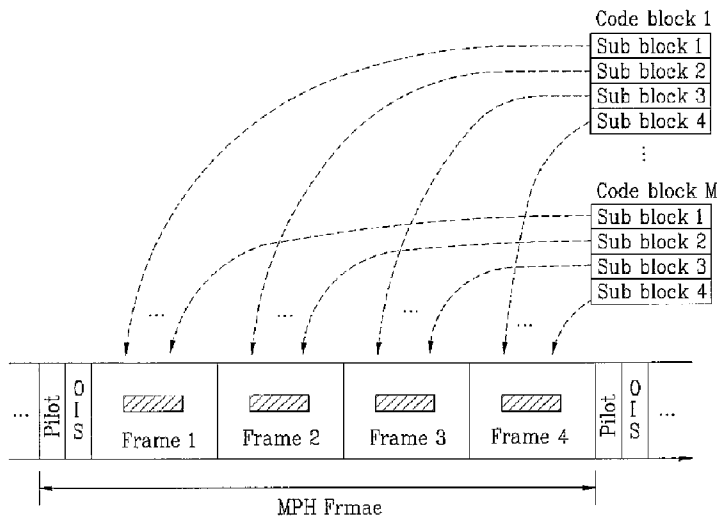 Code block 1
Sub block 1
Sub block 2
Sub block 3
Sub block 4
...
Code block M
Sub block 1
Sub block 2
Sub block 3
Sub block 4
... ... ... ...
... Pilot OIS Frame 1 Frame 2 Frame 3 Frame 4 Pilot OIS ...
MPH Frmae